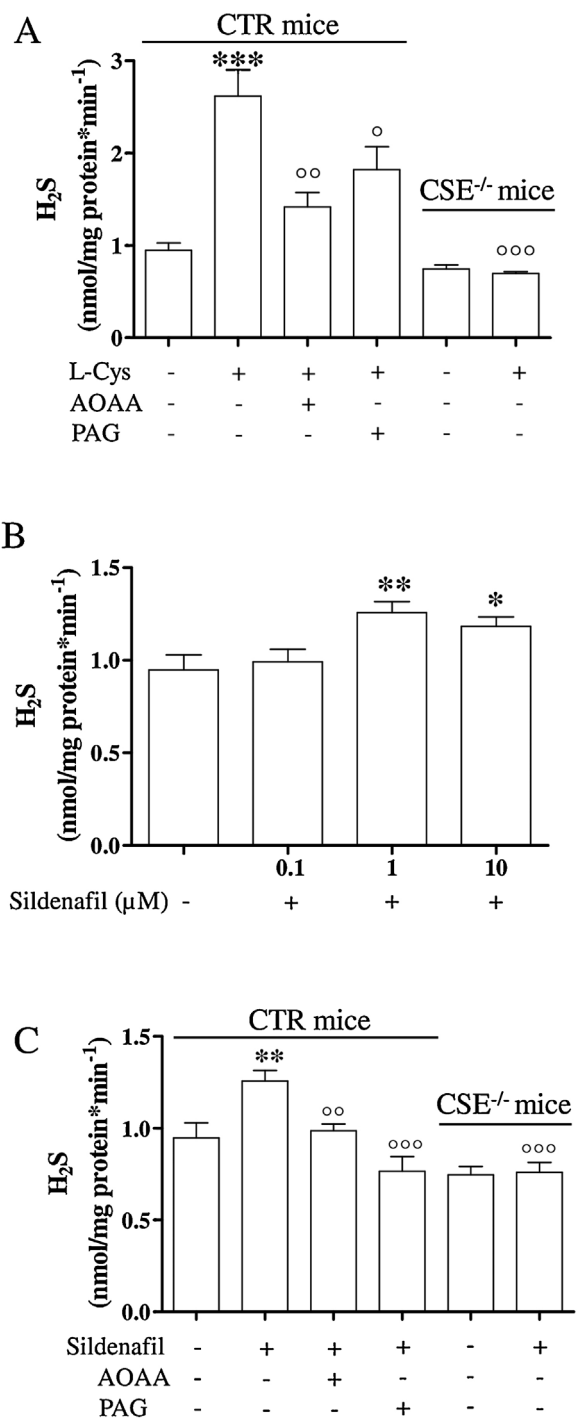 A
CTR mice
H₂S
(nmol/mg protein*min⁻¹)
3
2
1
0
***
°°
°
CSE⁻/⁻ mice
°°°
L-Cys - + + + - +
AOAA - - + - - -
PAG - - - + - -
B
H₂S
(nmol/mg protein*min⁻¹)
1.5
1.0
0.5
0.0
**
*
0.1 1 10
Sildenafil (µM) - + + +
C
CTR mice
H₂S
(nmol/mg protein*min⁻¹)
1.5
1.0
0.5
0.0
**
°°
°°°
CSE⁻/⁻ mice
°°°
Sildenafil - + + + - +
AOAA - - + - - -
PAG - - - + - -